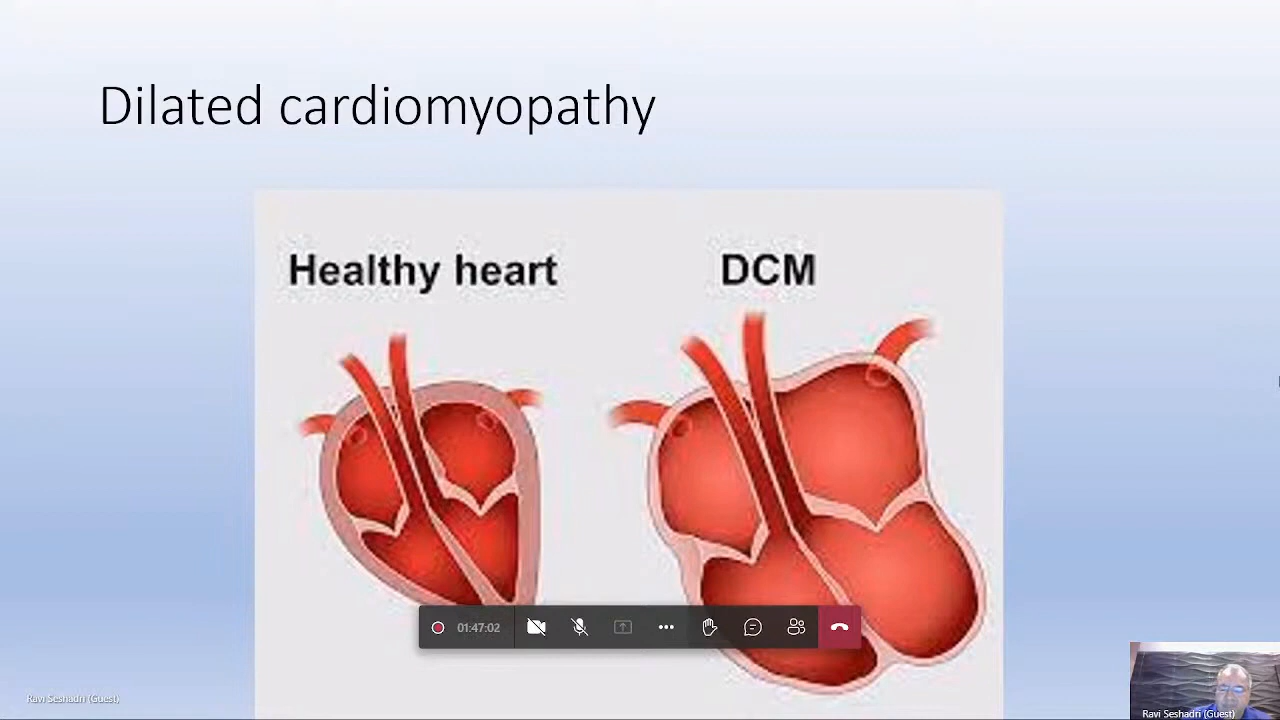 Dilated cardiomyopathy
Healthy heart
DCM
01:47:02
Ravi Seshadri (Guest)
Ravi Seshadri (Guest)